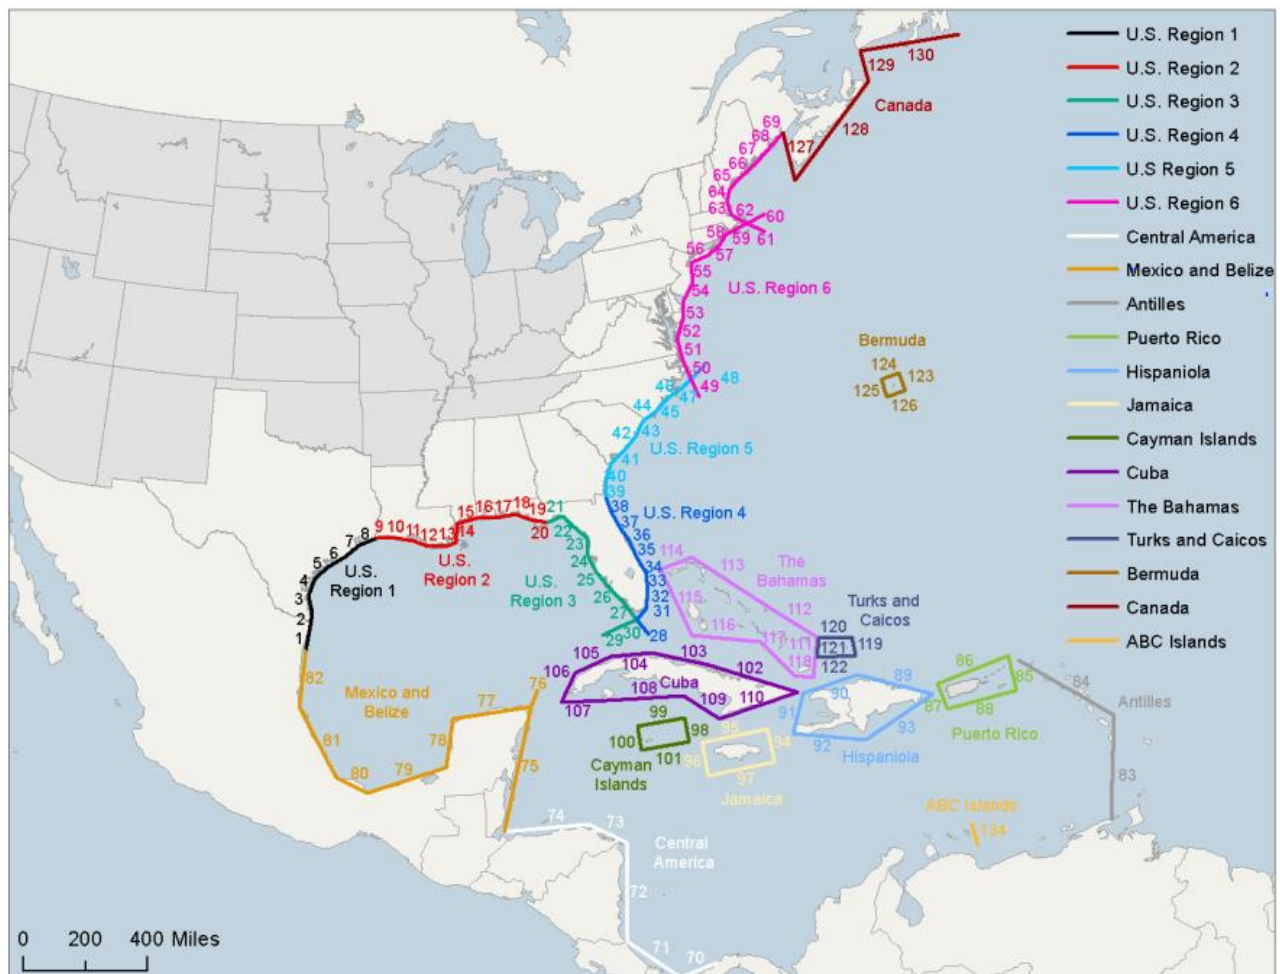 U.S. Region 1
U.S. Region 2
U.S. Region 3
U.S. Region 4
U.S Region 5
U.S. Region 6
Central America
Mexico and Belize
Antilles
Puerto Rico
Hispaniola
Jamaica
Cayman Islands
Cuba
The Bahamas
Turks and Caicos
Bermuda
Canada
ABC Islands
130
129
Canada
128
127
69
68
67
66
65
64
63
62
60
61
59
58
57
56
55
54
U.S. Region 6
53
52
51
50
49
48
47
46
45
44
43
42
U.S. Region 5
41
40
39
38
U.S. Region 4
37
36
35
34
33
32
31
28
Bermuda
124
123
125
126
9
10
11
12
13
14
15
16
17
18
19
20
U.S.
Region 2
21
22
23
24
25
26
27
29
30
U.S.
Region 3
8
7
6
5
4
3
2
1
U.S.
Region 1
114
113
The
Bahamas
115
112
116
117
111
118
Turks and
Caicos
120
119
121
122
82
81
80
79
78
77
76
75
Mexico and
Belize
106
105
104
103
102
Cuba
107
108
109
110
99
98
100
101
Cayman
Islands
95
94
96
97
Jamaica
89
90
91
92
93
Hispaniola
86
85
87
88
Puerto Rico
84
Antilles
83
ABC Islands
134
74
73
Central
America
72
71
70
0 200 400 Miles